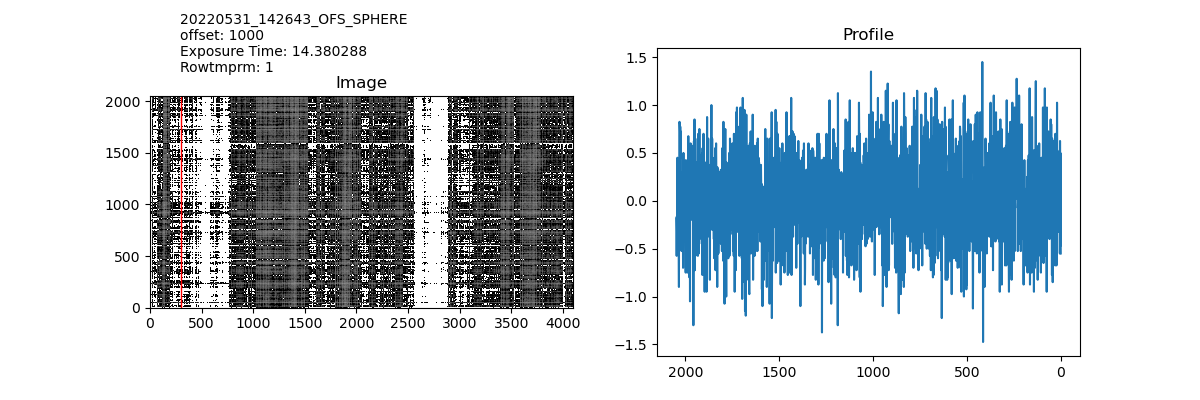 20220531_142643_OFS_SPHERE
offset: 1000
Exposure Time: 14.380288
Rowtmprm: 1
Image
2000
1500
1000
500
0
0 500 1000 1500 2000 2500 3000 3500 4000
Profile
1.5
1.0
0.5
0.0
−0.5
−1.0
−1.5
2000 1500 1000 500 0